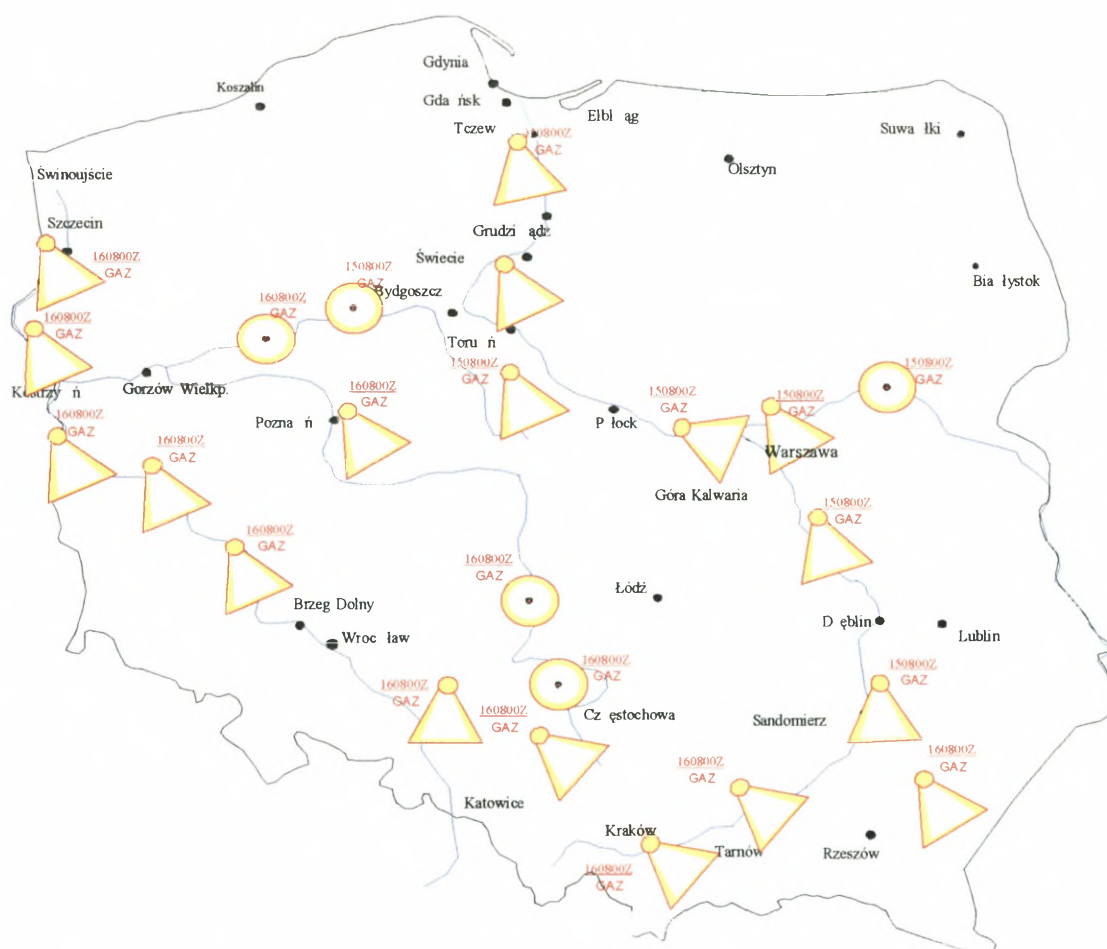 Gdynia
Koszalin
Gda ńsk
Elbl ąg
Tczew
150800Z
GAZ
Suwa łki
Olsztyn
Świnoujście
Szczecin
Grudzi ądz
160800Z
GAZ
Świecie
150800Z
GAZ
Bia łystok
Bydgoszcz
160800Z
GAZ
160800Z
GAZ
Toru ń
150800Z
GAZ
150800Z
GAZ
Kostrzy ń
Gorzów Wielkp.
160800Z
GAZ
150800Z
GAZ
150800Z
GAZ
160800Z
GAZ
Pozna ń
P łock
Warszawa
160800Z
GAZ
Góra Kalwaria
150800Z
GAZ
160800Z
GAZ
160800Z
GAZ
Łódź
Brzeg Dolny
D ęblin
Lublin
Wroc ław
160800Z
GAZ
160800Z
GAZ
150800Z
GAZ
160800Z
GAZ
Cz ęstochowa
Sandomierz
160800Z
GAZ
160800Z
GAZ
Katowice
Kraków
Tarnów
Rzeszów
160800Z
GAZ